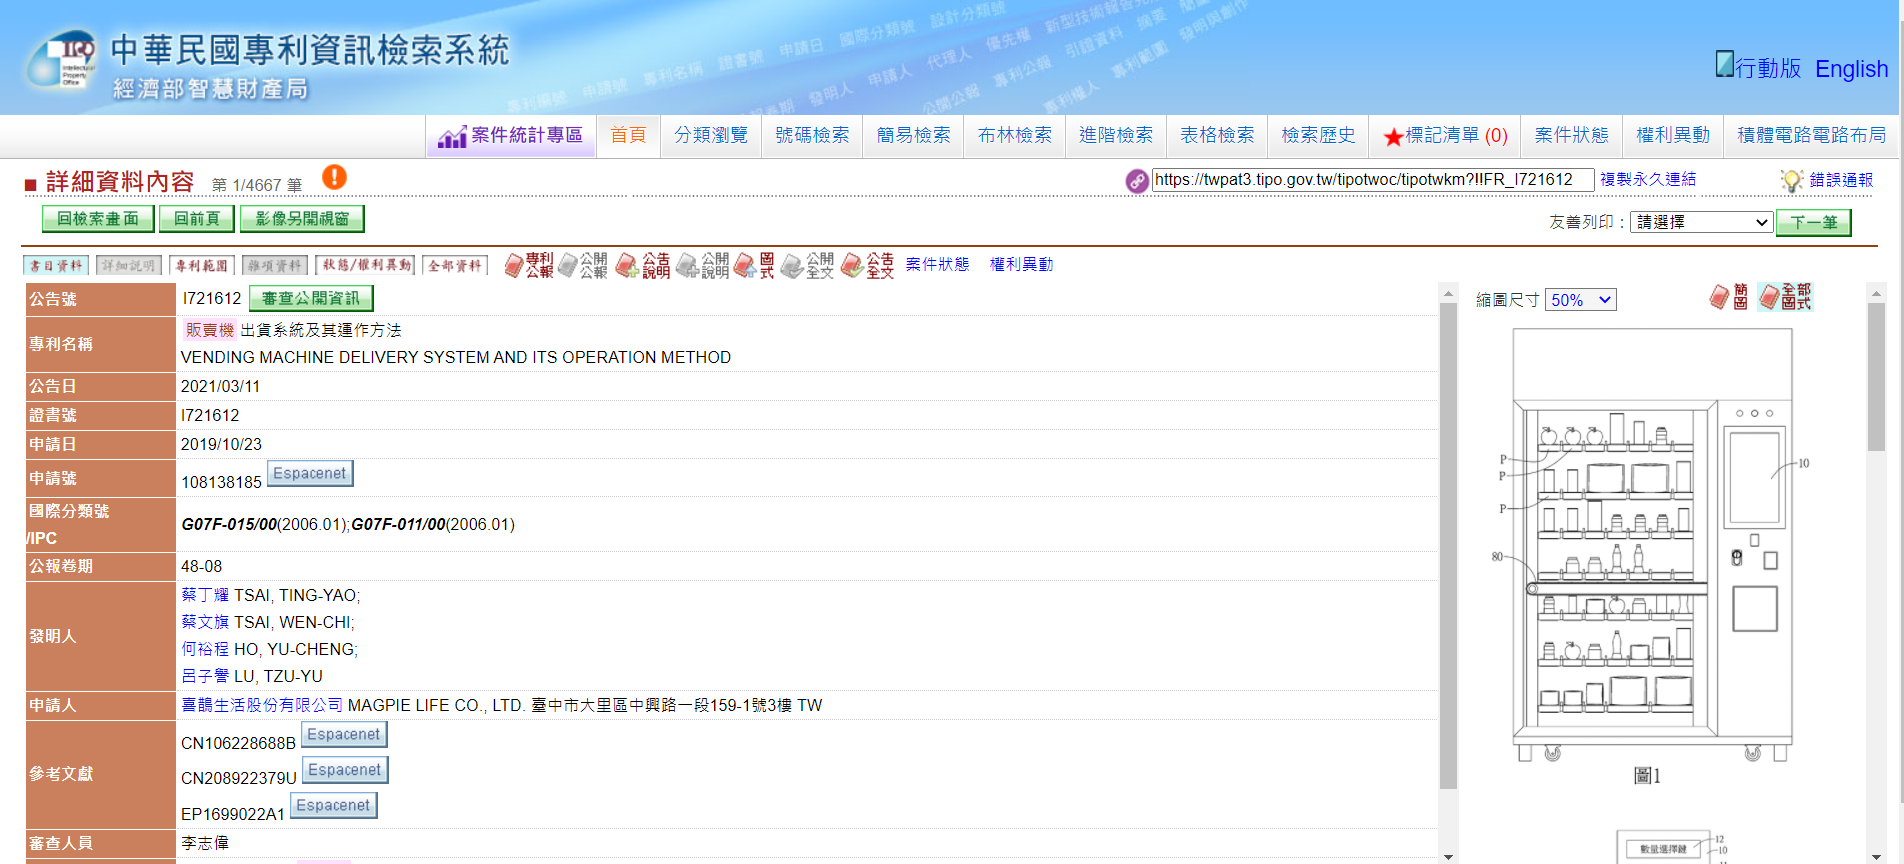 中華民國專利資訊檢索系統
經濟部智慧財產局
行動版 English
案件統計專區 首頁 分類瀏覽 號碼檢索 簡易檢索 布林檢索 進階檢索 表格檢索 檢索歷史 標記清單 (0) 案件狀態 權利異動 積體電路電路布局
詳細資料內容 第 1/4667 筆
https://twpat3.tipo.gov.tw/tipotwoc/tipotwkm?!!FR_I721612 複製永久連結 錯誤通報
回檢索畫面 回前頁 影像另開視窗
友善列印： 請選擇 下一筆
書目資料 詳細說明 專利範圍 雜項資料 狀態/權利異動 全部資料 專利公報 公開公報 公告說明 公開說明 圖式 公開全文 公告全文 案件狀態 權利異動
公告號 I721612 審查公開資訊
專利名稱 販賣機 出貨系統及其運作方法
VENDING MACHINE DELIVERY SYSTEM AND ITS OPERATION METHOD
公告日 2021/03/11
證書號 I721612
申請日 2019/10/23
申請號 108138185 Espacenet
國際分類號
/IPC
G07F-015/00(2006.01);G07F-011/00(2006.01)
公報卷期 48-08
發明人
蔡丁耀 TSAI, TING-YAO;
蔡文旗 TSAI, WEN-CHI;
何裕程 HO, YU-CHENG;
呂子譽 LU, TZU-YU
申請人 喜鵲生活股份有限公司 MAGPIE LIFE CO., LTD. 臺中市大里區中興路一段159-1號3樓 TW
參考文獻
CN106228688B Espacenet
CN208922379U Espacenet
EP1699022A1 Espacenet
審查人員 李志偉
縮圖尺寸 50% 簡圖 全部圖式
P
P
P
10
80
圖1
數量選擇鍵 12
10